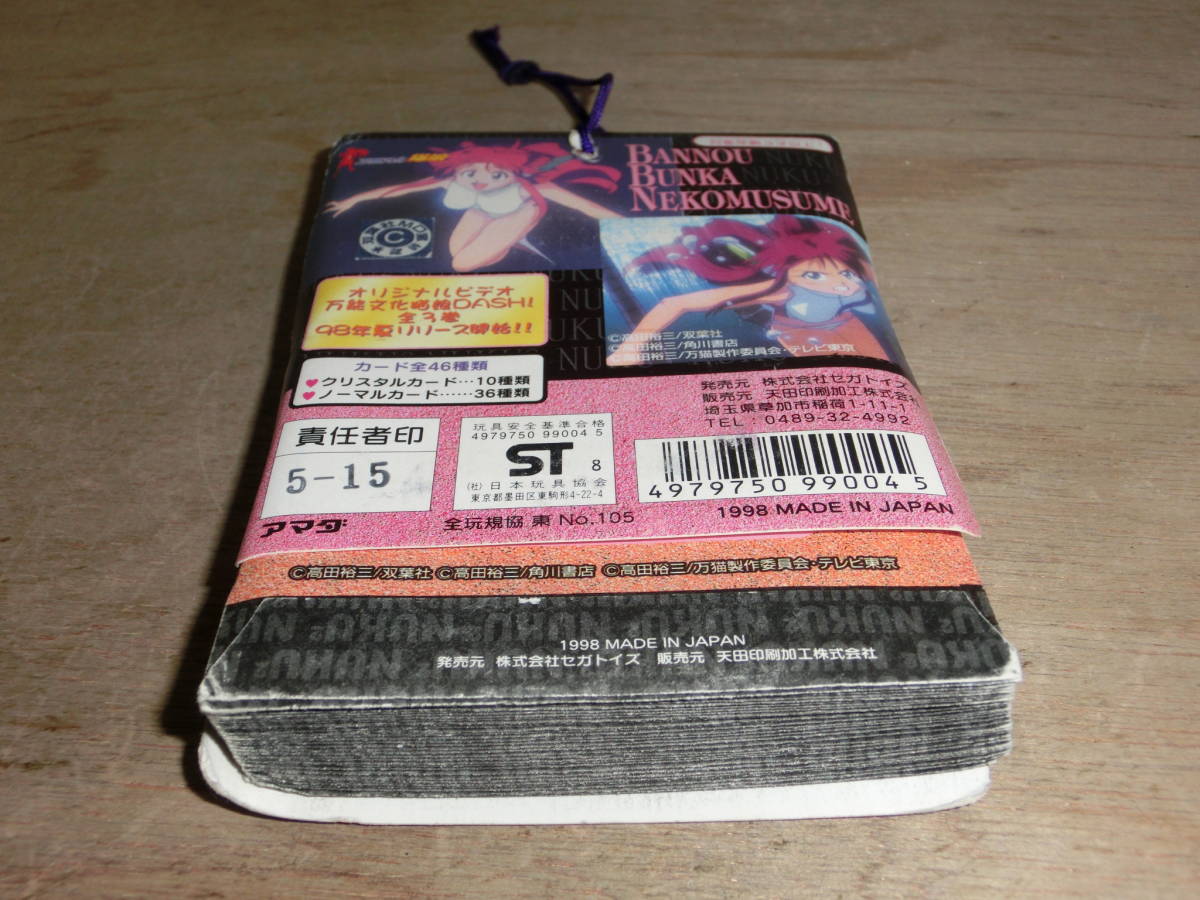 BANNOU
BUNKA
NEKOMUSUME
オリジナルビデオ
万能文化猫娘DASH!
全3巻
98年夏リリース開始!!
©高田裕三/双葉社
©高田裕三/角川書店
©高田裕三/万猫製作委員会・テレビ東京
カード全46種類
♥クリスタルカード…10種類
♥ノーマルカード……36種類
発売元 株式会社セガトイズ
販売元 天田印刷加工株式会社
埼玉県草加市稲荷1-11-1
TEL:0489-32-4992
責任者印
5-15
玩具安全基準合格
4979750 99004 5
ST 8
(社)日本玩具協会
東京都墨田区東駒形4-22-4
4979750 990045
アマダ
全玩規協 東 No.105
1998 MADE IN JAPAN
©高田裕三/双葉社 ©高田裕三/角川書店 ©高田裕三/万猫製作委員会・テレビ東京
1998 MADE IN JAPAN
発売元 株式会社セガトイズ 販売元 天田印刷加工株式会社